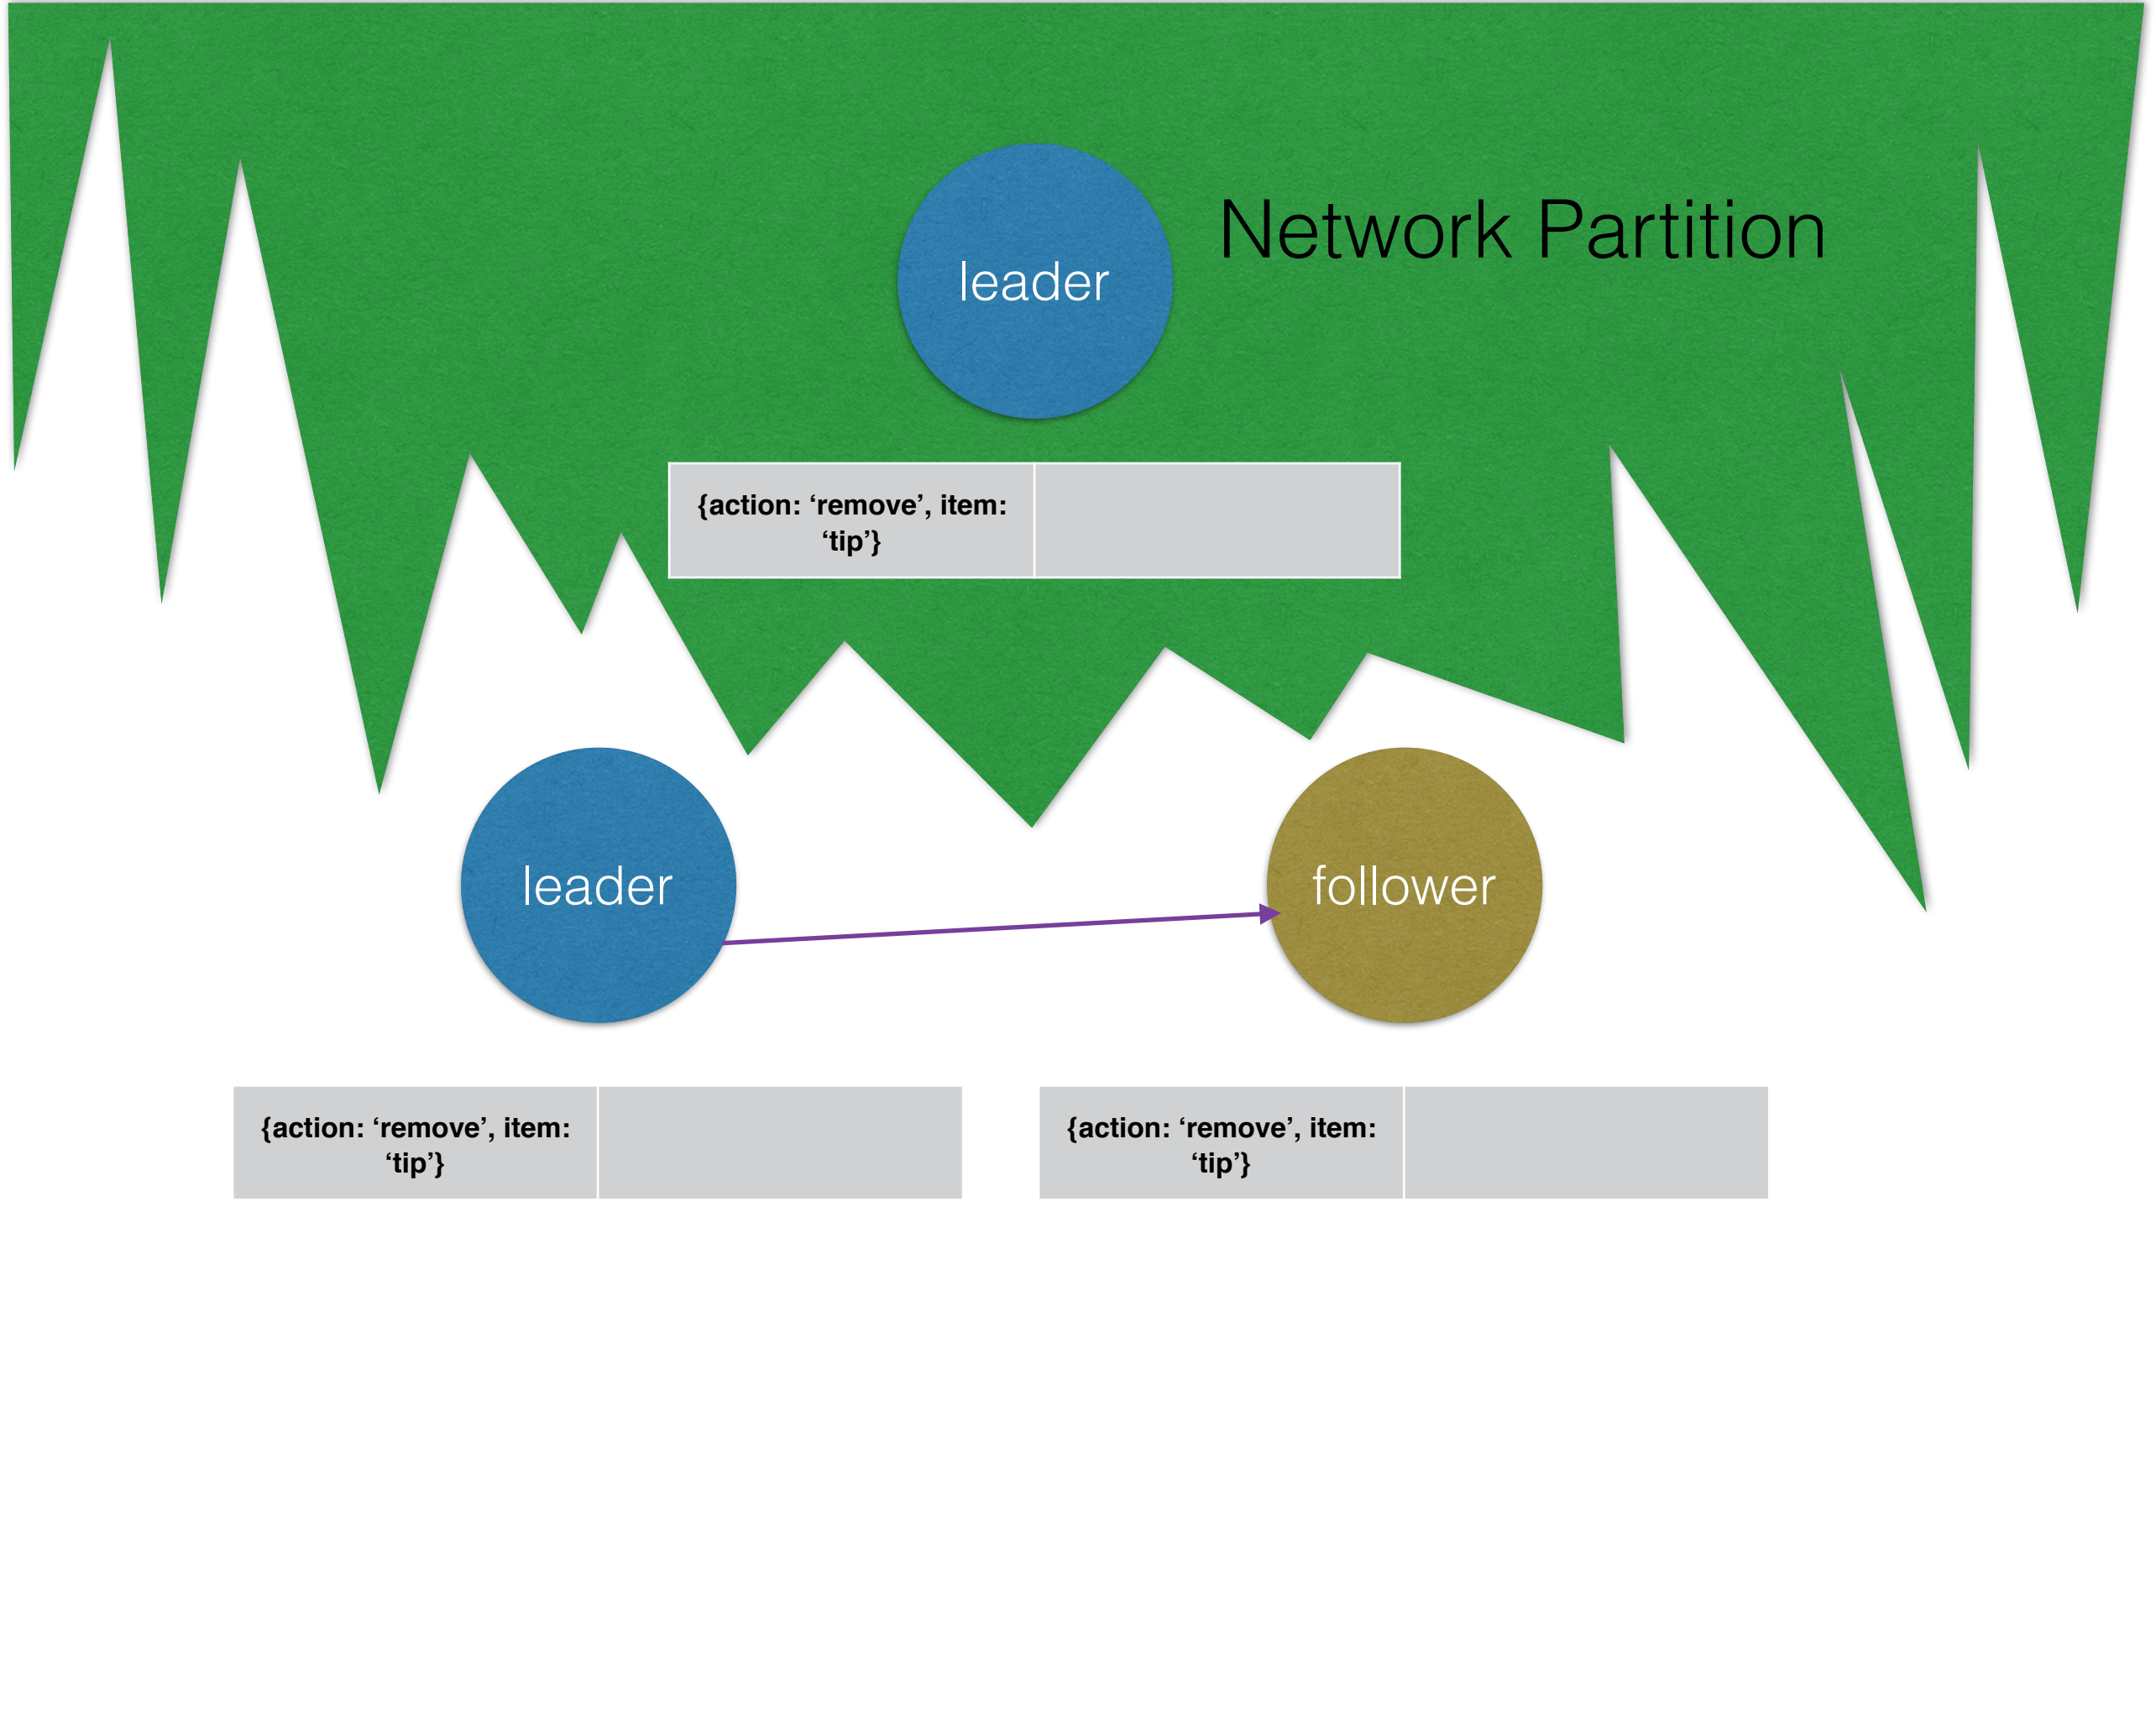 Network Partition
leader
{action: ‘remove’, item:
‘tip’}
leader
follower
{action: ‘remove’, item:
‘tip’}
{action: ‘remove’, item:
‘tip’}